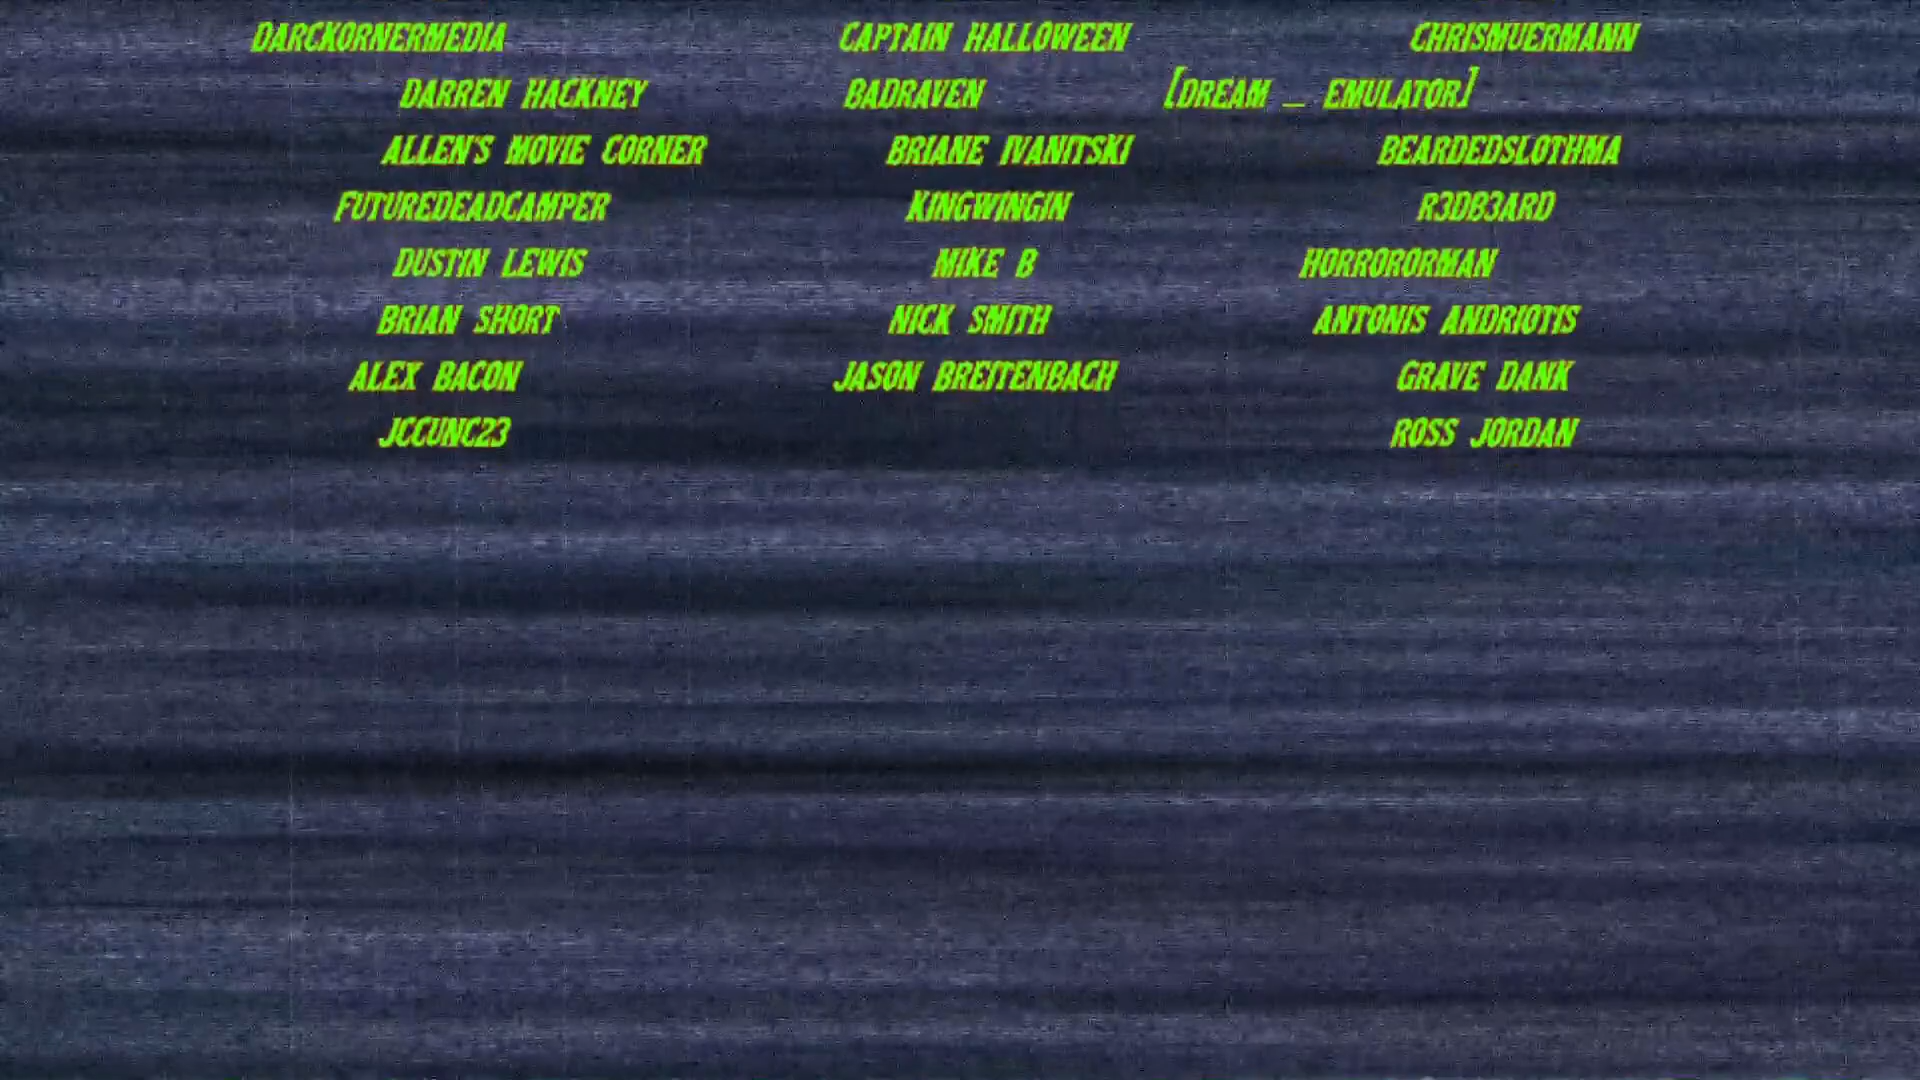 DARCKORNERMEDIA CAPTAIN HALLOWEEN CHRISMUERMANN
DARREN HACKNEY BADRAVEN [DREAM _ EMULATOR]
ALLEN'S MOVIE CORNER BRIANE IVANITSKI BEARDEDSLOTHMA
FUTUREDEADCAMPER KINGWINGIN R3DB3ARD
DUSTIN LEWIS MIKE B HORRORORMAN
BRIAN SHORT NICK SMITH ANTONIS ANDRIOTIS
ALEX BACON JASON BREITENBACH GRAVE DANK
JCCUNC23 ROSS JORDAN